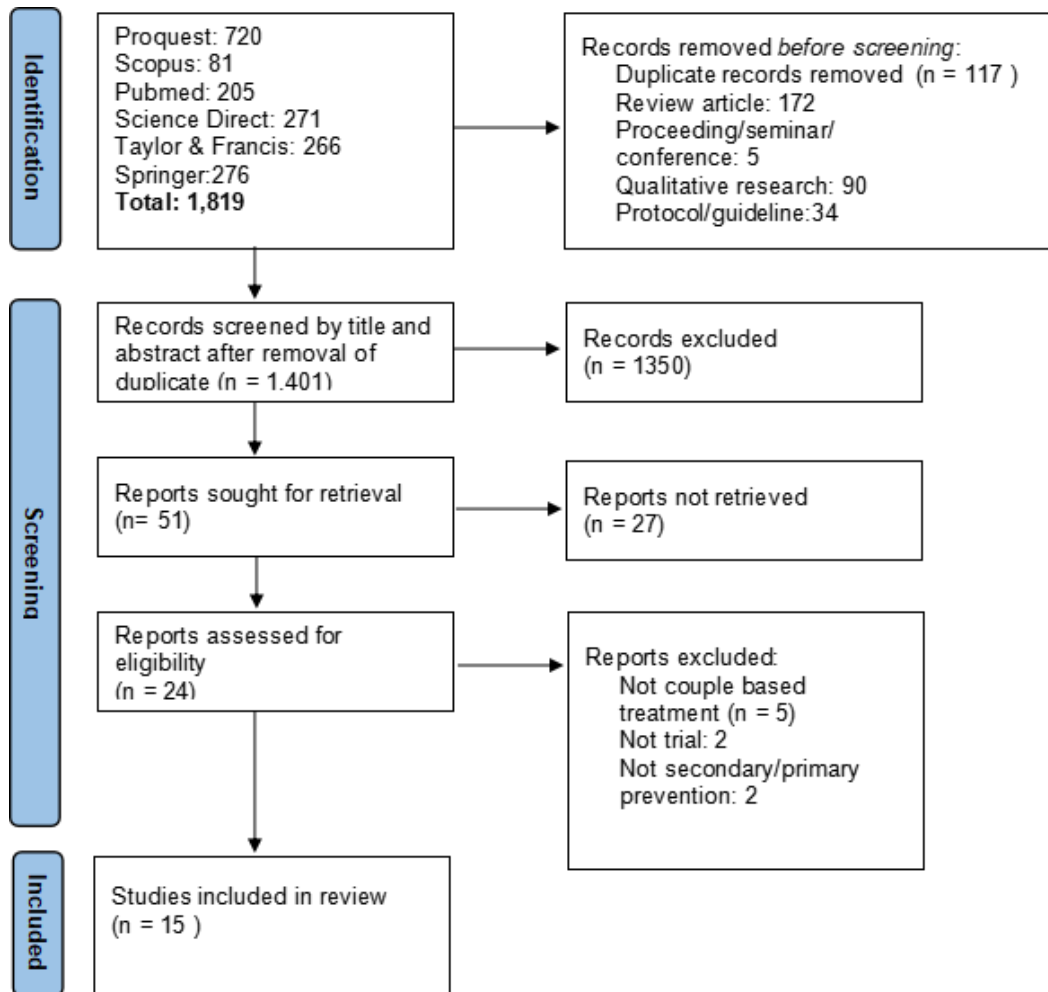 Identification
Proquest: 720
Scopus: 81
Pubmed: 205
Science Direct: 271
Taylor & Francis: 266
Springer:276
Total: 1,819
Records removed before screening:
Duplicate records removed (n = 117 )
Review article: 172
Proceeding/seminar/
conference: 5
Qualitative research: 90
Protocol/guideline:34
Screening
Records screened by title and
abstract after removal of
duplicate (n = 1.401)
Records excluded
(n = 1350)
Reports sought for retrieval
(n= 51)
Reports not retrieved
(n = 27)
Reports assessed for
eligibility
(n = 24)
Reports excluded:
Not couple based
treatment (n = 5)
Not trial: 2
Not secondary/primary
prevention: 2
Included
Studies included in review
(n = 15 )